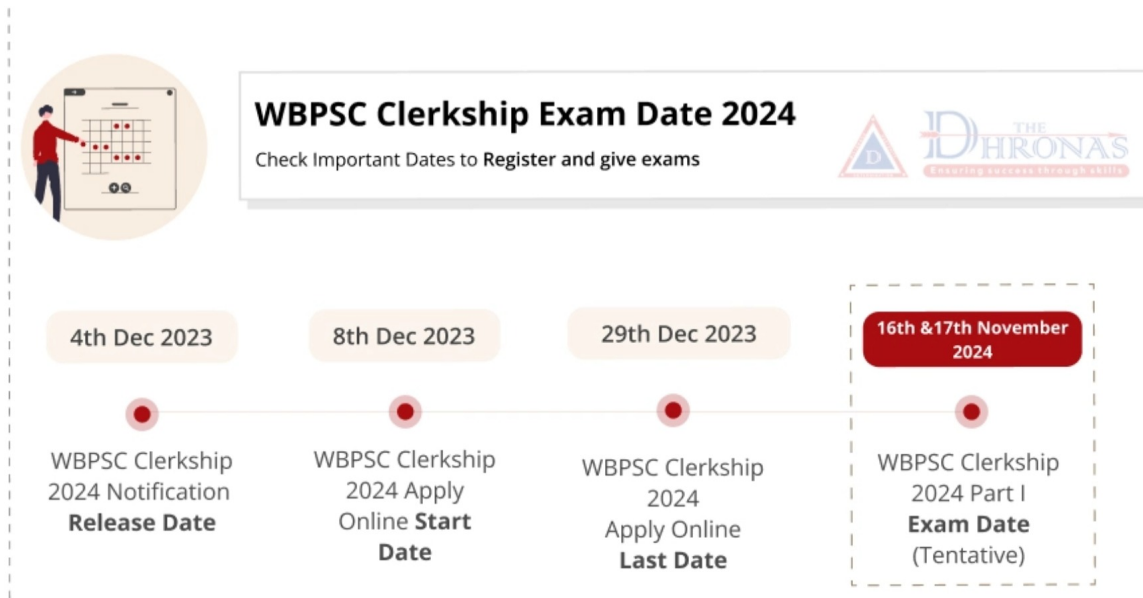 WBPSC Clerkship Exam Date 2024
Check Important Dates to Register and give exams
D
THE
DHRONAS
Ensuring success through skills
4th Dec 2023
WBPSC Clerkship
2024 Notification
Release Date
8th Dec 2023
WBPSC Clerkship
2024 Apply
Online Start
Date
29th Dec 2023
WBPSC Clerkship
2024
Apply Online
Last Date
16th &17th November
2024
WBPSC Clerkship
2024 Part I
Exam Date
(Tentative)